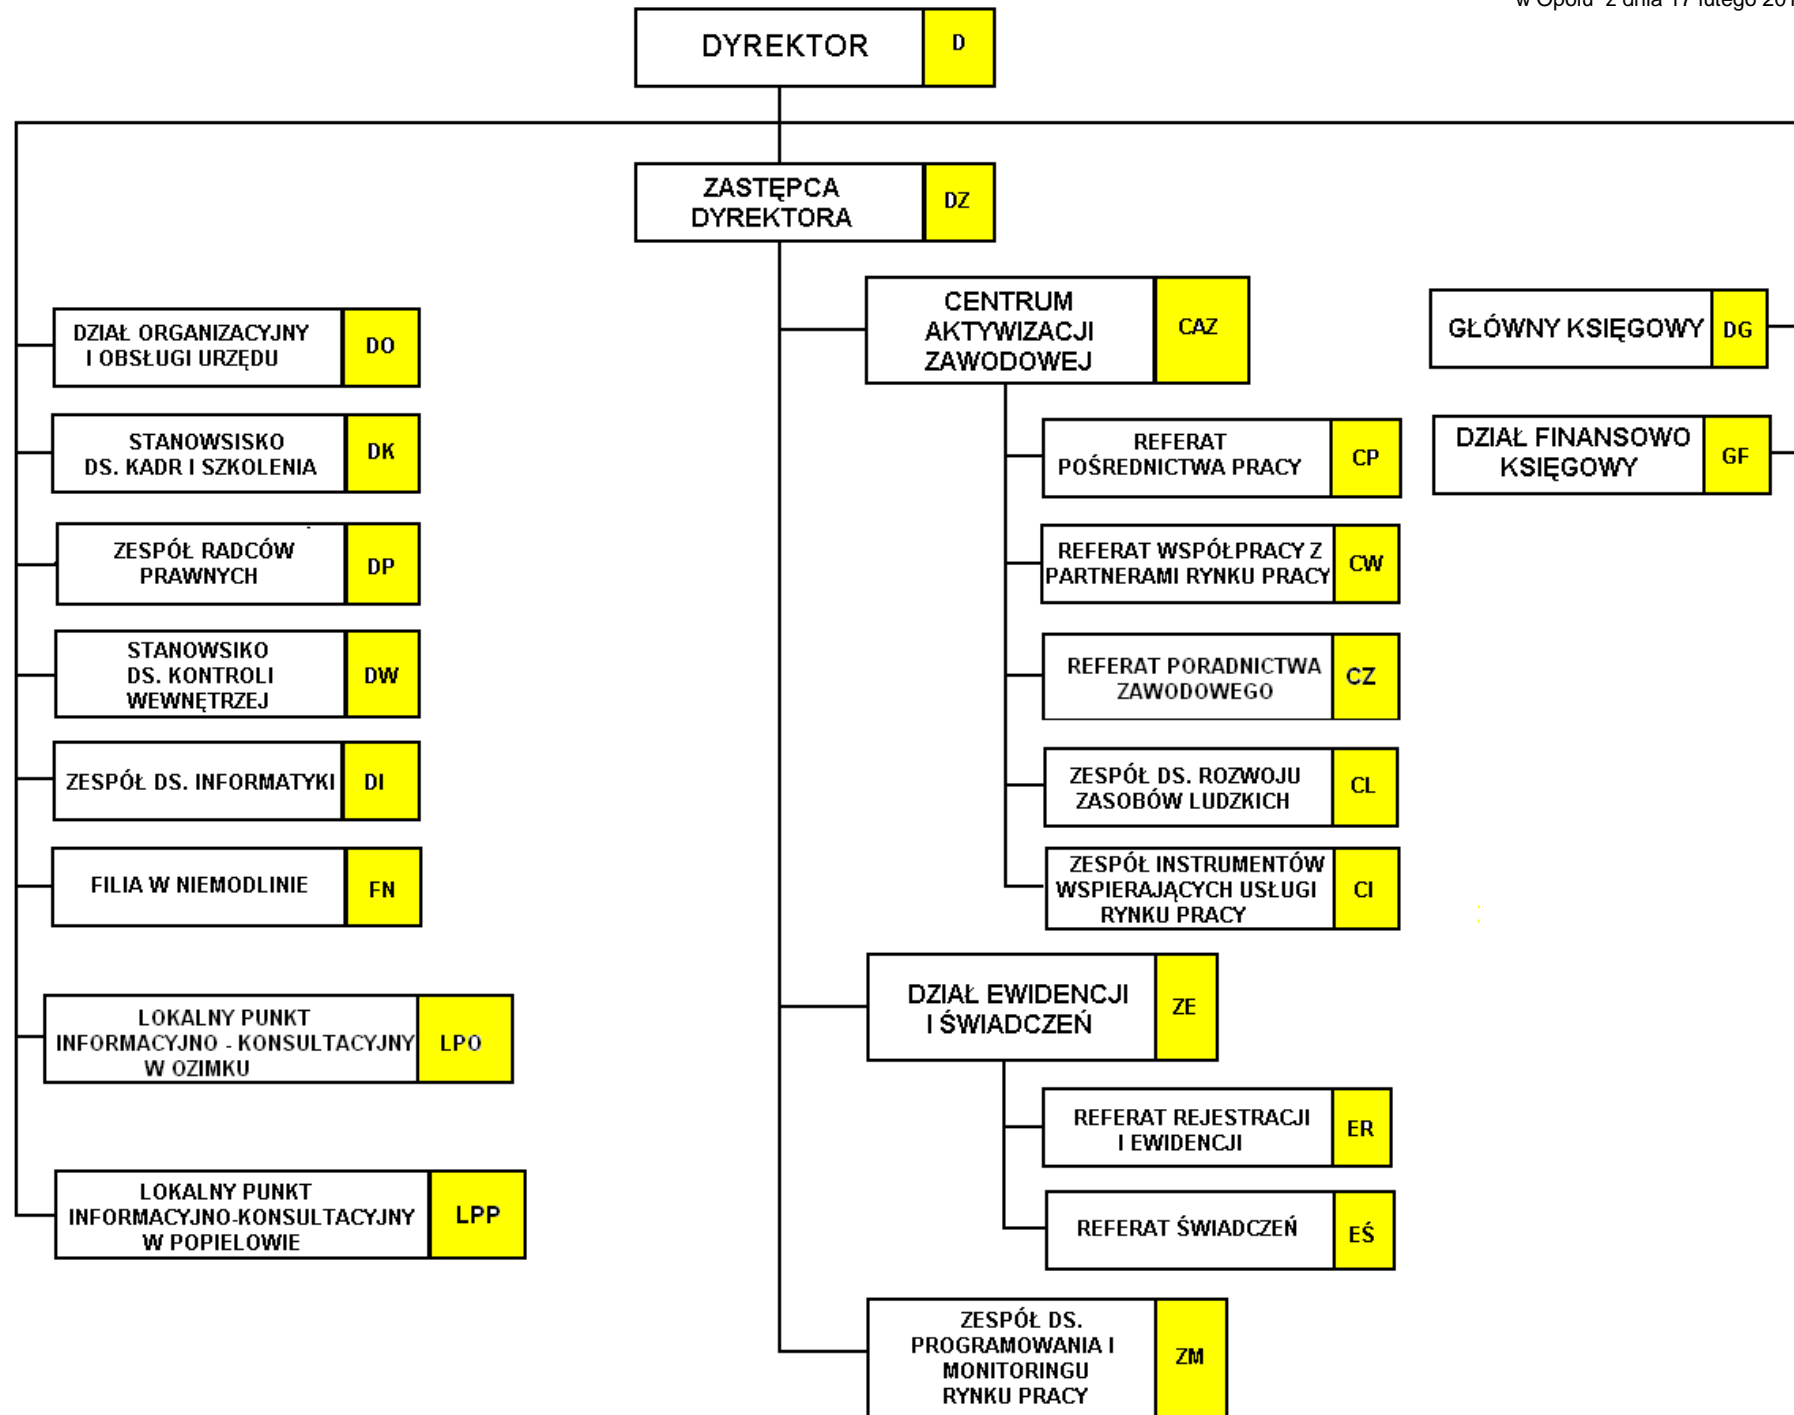 w Opolu z dnia 17 lutego 201
DYREKTOR
D
ZASTĘPCA
DYREKTORA
DZ
DZIAŁ ORGANIZACYJNY
I OBSŁUGI URZĘDU
DO
STANOWSISKO
DS. KADR I SZKOLENIA
DK
ZESPÓŁ RADCÓW
PRAWNYCH
DP
STANOWSIKO
DS. KONTROLI
WEWNĘTRZEJ
DW
ZESPÓŁ DS. INFORMATYKI
DI
FILIA W NIEMODLINIE
FN
LOKALNY PUNKT
INFORMACYJNO - KONSULTACYJNY
W OZIMKU
LPO
LOKALNY PUNKT
INFORMACYJNO-KONSULTACYJNY
W POPIELOWIE
LPP
CENTRUM
AKTYWIZACJI
ZAWODOWEJ
CAZ
REFERAT
POŚREDNICTWA PRACY
CP
REFERAT WSPÓŁPRACY Z
PARTNERAMI RYNKU PRACY
CW
REFERAT PORADNICTWA
ZAWODOWEGO
CZ
ZESPÓŁ DS. ROZWOJU
ZASOBÓW LUDZKICH
CL
ZESPÓŁ INSTRUMENTÓW
WSPIERAJĄCYCH USŁUGI
RYNKU PRACY
CI
DZIAŁ EWIDENCJI
I ŚWIADCZEŃ
ZE
REFERAT REJESTRACJI
I EWIDENCJI
ER
REFERAT ŚWIADCZEŃ
EŚ
ZESPÓŁ DS.
PROGRAMOWANIA I
MONITORINGU
RYNKU PRACY
ZM
GŁÓWNY KSIĘGOWY
DG
DZIAŁ FINANSOWO
KSIĘGOWY
GF